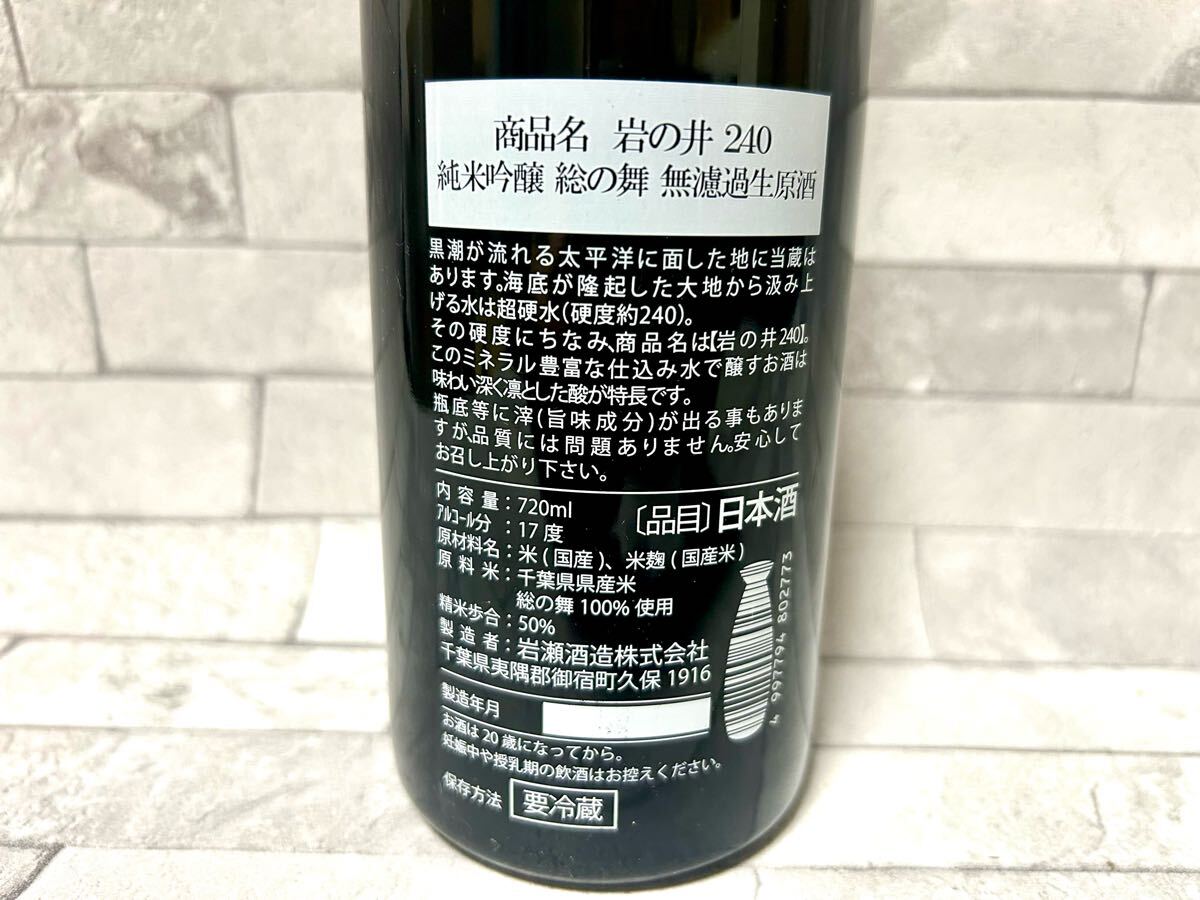 商品名 岩の井 240
純米吟醸 総の舞 無濾過生原酒
黒潮が流れる太平洋に面した地に当蔵は
あります。海底が隆起した大地から汲み上
げる水は超硬水(硬度約240)。
その硬度にちなみ、商品名は【岩の井240】。
このミネラル豊富な仕込み水で醸すお酒は
味わい深く凛とした酸が特長です。
瓶底等に滓(旨味成分)が出る事もありま
すが、品質には問題ありません。安心して
お召し上がり下さい。
内容量:720ml
〔品目〕日本酒
アルコール分:17度
原材料名:米(国産)、米麹(国産米)
原料米:千葉県県産米
総の舞100%使用
精米歩合:50%
製造者:岩瀬酒造株式会社
千葉県夷隅郡御宿町久保1916
製造年月
お酒は20歳になってから。
妊娠中や授乳期の飲酒はお控えください。
保存方法 要冷蔵
4 997794 802773